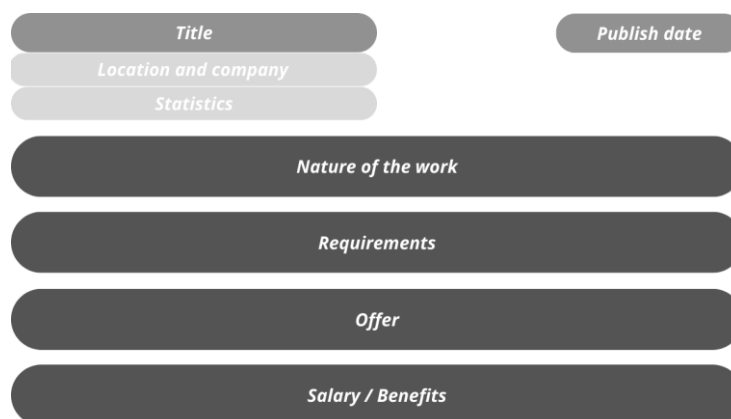 Title
Publish date
Location and company
Statistics
Nature of the work
Requirements
Offer
Salary / Benefits